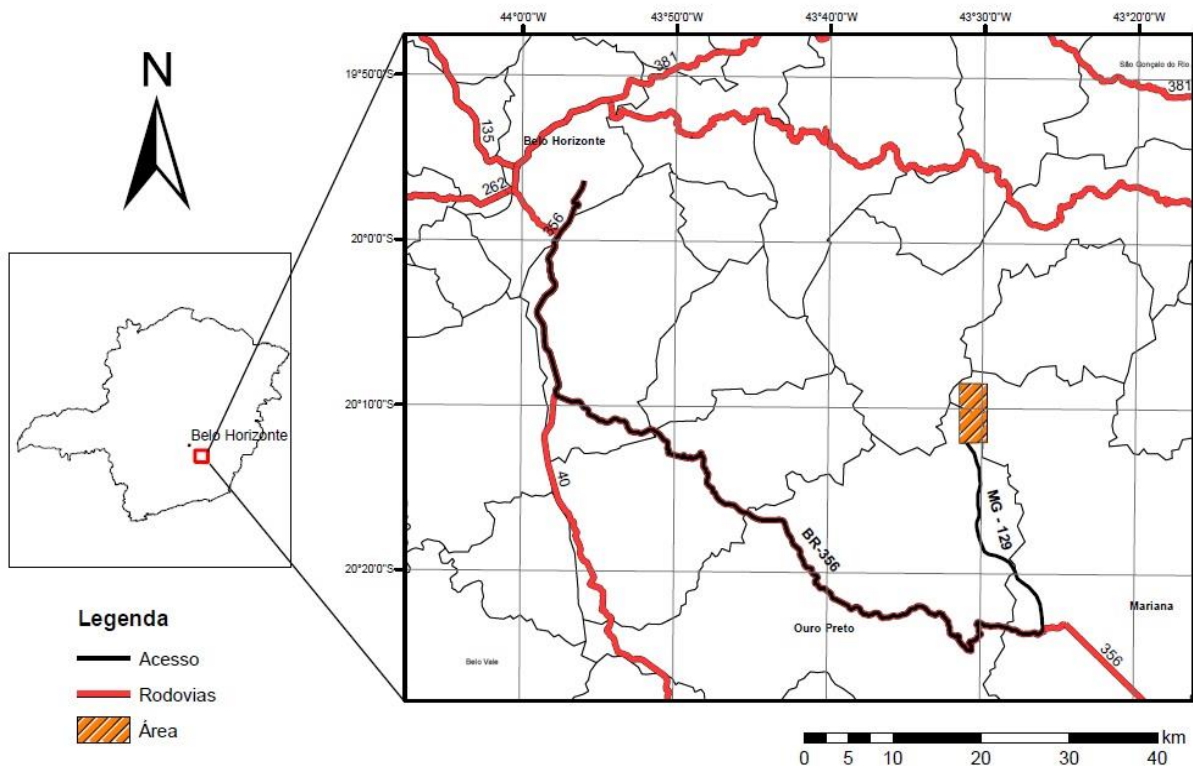 44°0'0"W
43°50'0"W
43°40'0"W
43°30'0"W
43°20'0"W
N
19°50'0"S
20°0'0"S
20°10'0"S
20°20'0"S
381
São Gonçalo do Rio
381
135
Belo Horizonte
262
356
40
MG - 129
BR-356
Mariana
Ouro Preto
356
Belo Vale
Belo Horizonte
Legenda
Acesso
Rodovias
Área
0 5 10 20 30 40 km